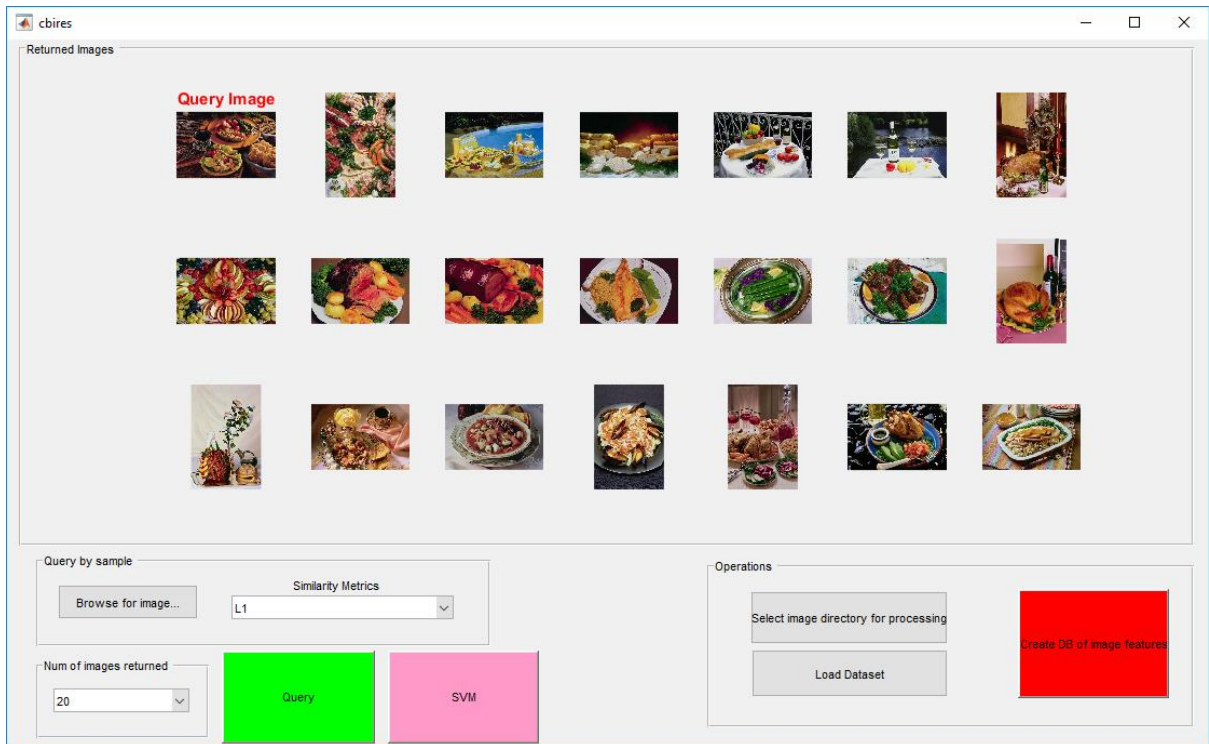 cbires
Returned Images
Query Image
Query by sample
Browse for image...
Similarity Metrics
L1
Num of images returned
20
Query
SVM
Operations
Select image directory for processing
Load Dataset
Create DB of image features